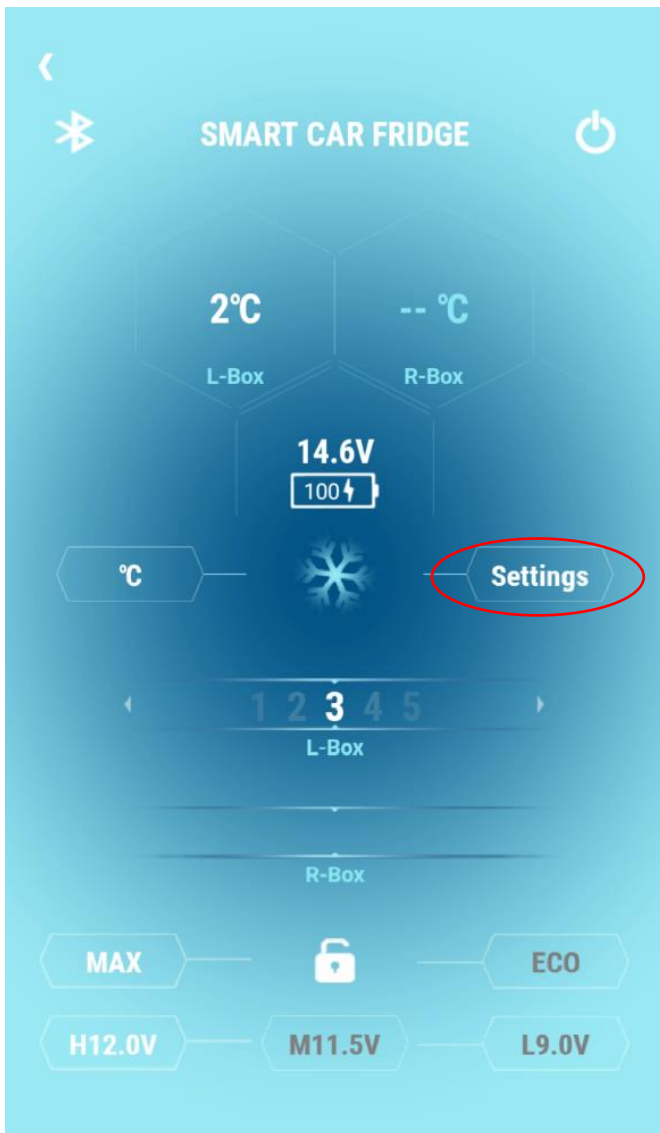 SMART CAR FRIDGE
2°C
-- °C
L-Box
R-Box
14.6V
100
°C
Settings
1 2 3 4 5
L-Box
R-Box
MAX
ECO
H12.0V
M11.5V
L9.0V